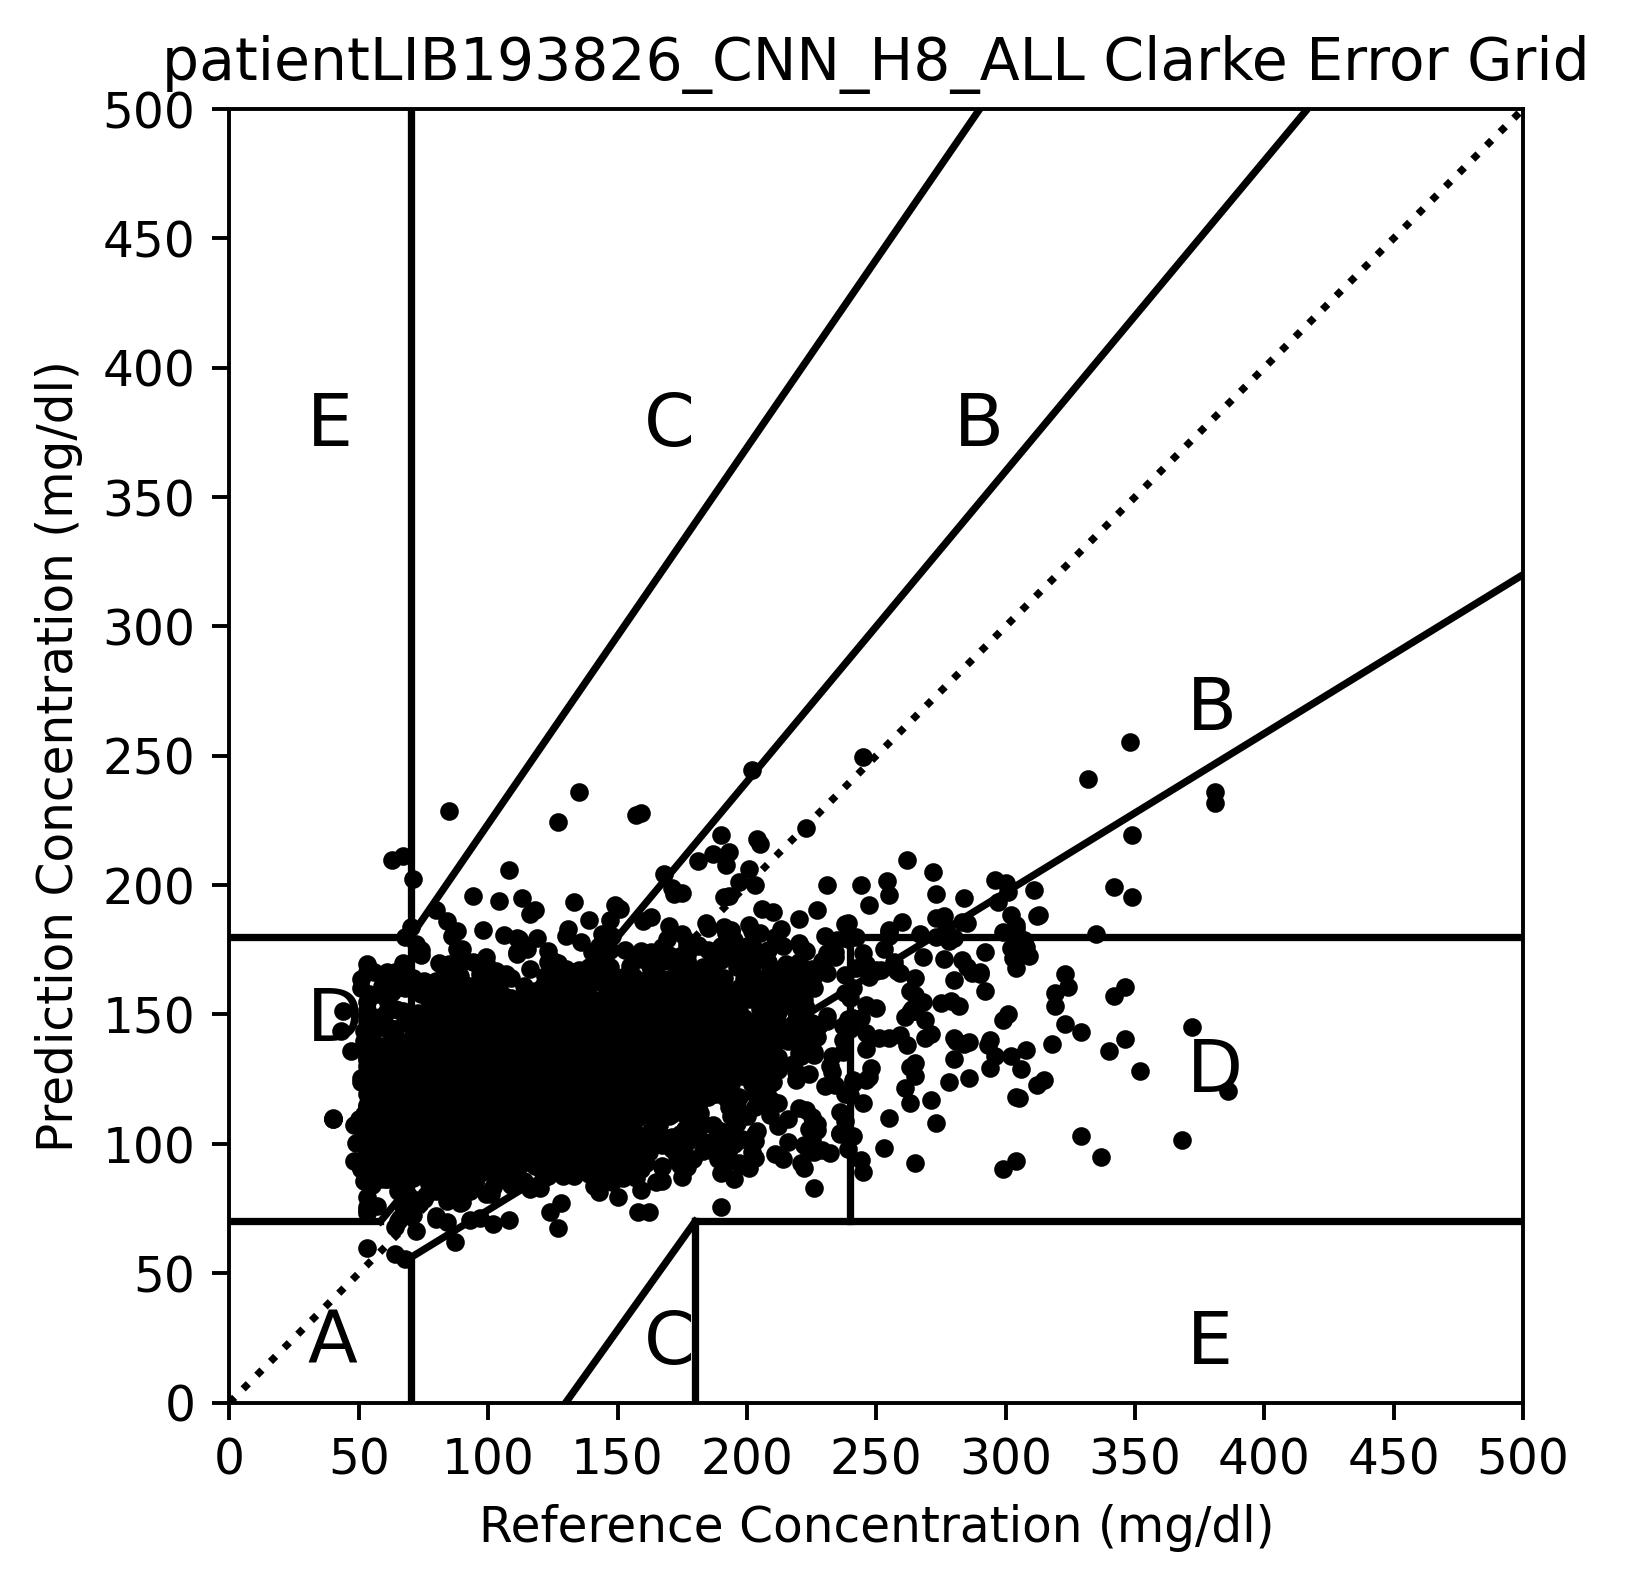 patientLIB193826_CNN_H8_ALL Clarke Error Grid
500
450
400
350
300
250
200
150
100
50
0
Prediction Concentration (mg/dl)
E
C
B
B
D
D
A
C
E
0 50 100 150 200 250 300 350 400 450 500
Reference Concentration (mg/dl)